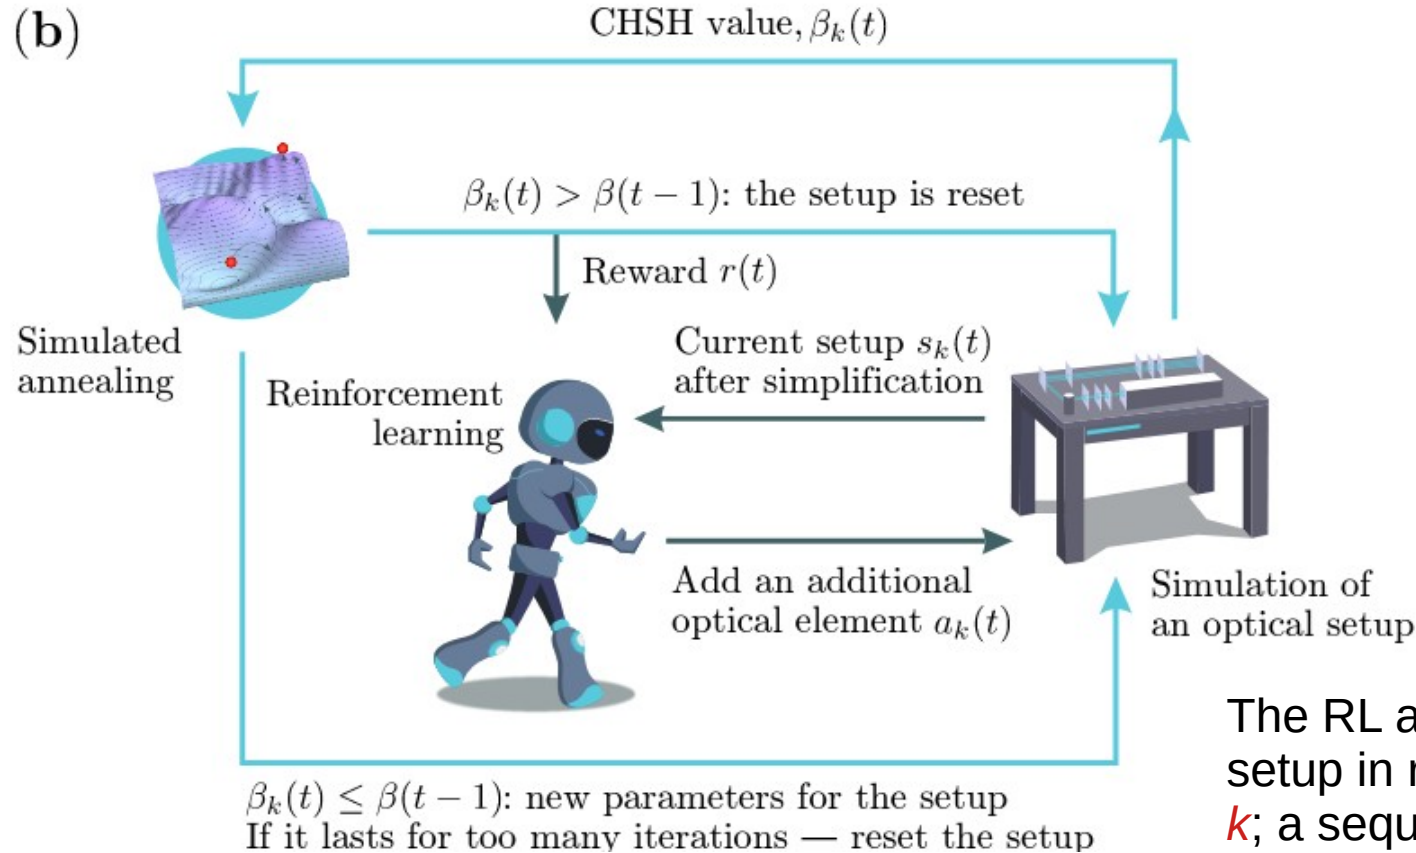 (b)
CHSH value, βₖ(t)
βₖ(t) > β(t − 1): the setup is reset
Reward r(t)
Simulated
annealing
Current setup sₖ(t)
after simplification
Reinforcement
learning
Add an additional
optical element aₖ(t)
Simulation of
an optical setup
βₖ(t) ≤ β(t − 1): new parameters for the setup
If it lasts for too many iterations — reset the setup
The RL
setup in
k; a